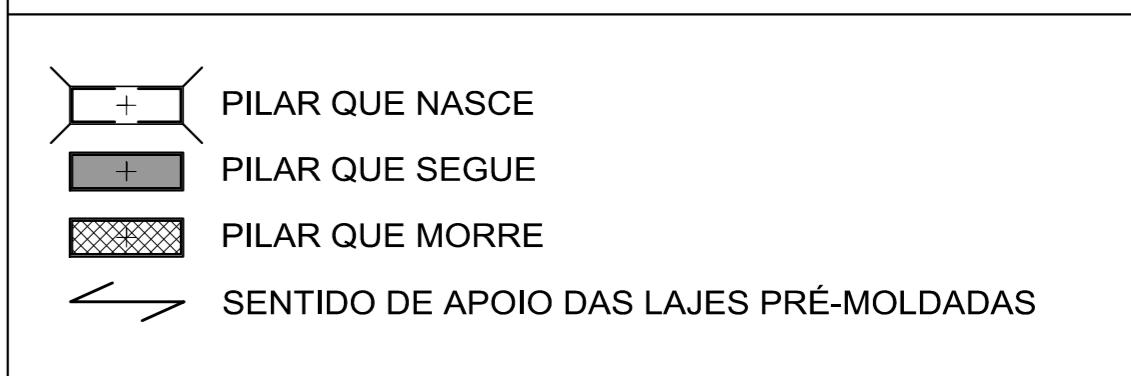 PILAR QUE NASCE
PILAR QUE SEGUE
PILAR QUE MORRE
SENTIDO DE APOIO DAS LAJES PRÉ-MOLDADAS